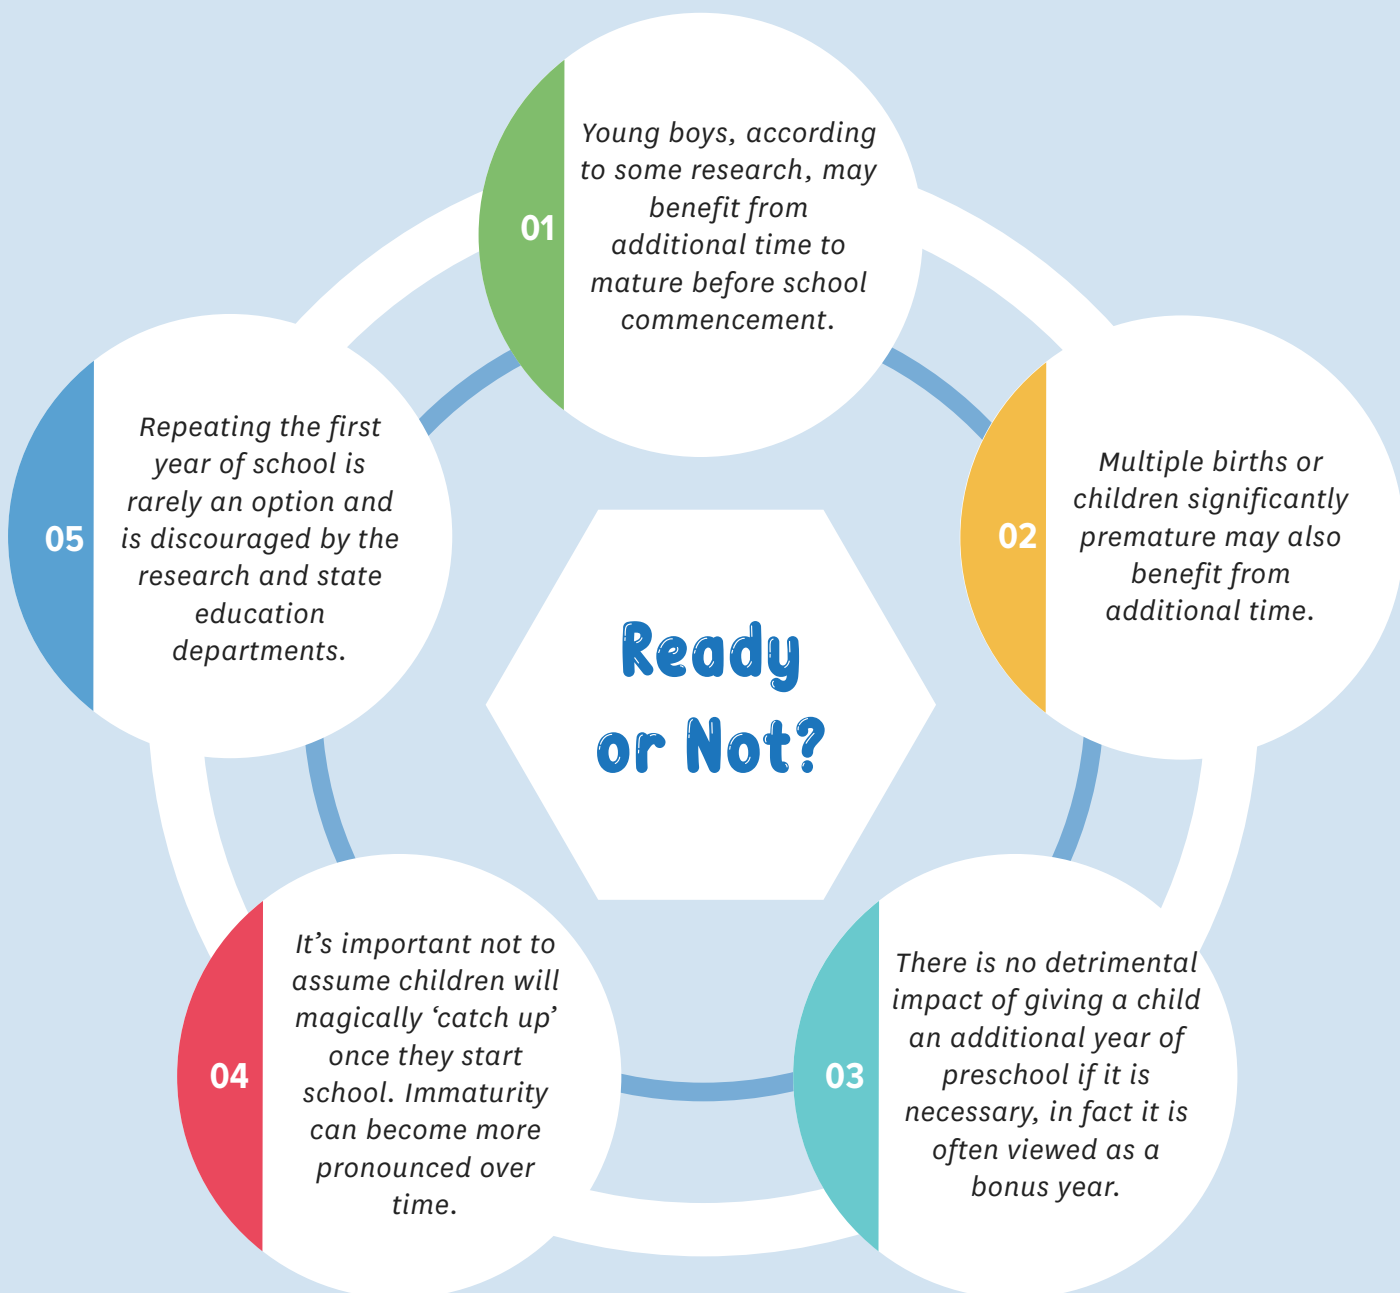 Ready
or Not?
01
Young boys, according
to some research, may
benefit from
additional time to
mature before school
commencement.
02
Multiple births or
children significantly
premature may also
benefit from
additional time.
03
There is no detrimental
impact of giving a child
an additional year of
preschool if it is
necessary, in fact it is
often viewed as a
bonus year.
04
It’s important not to
assume children will
magically ‘catch up’
once they start
school. Immaturity
can become more
pronounced over
time.
05
Repeating the first
year of school is
rarely an option and
is discouraged by the
research and state
education
departments.